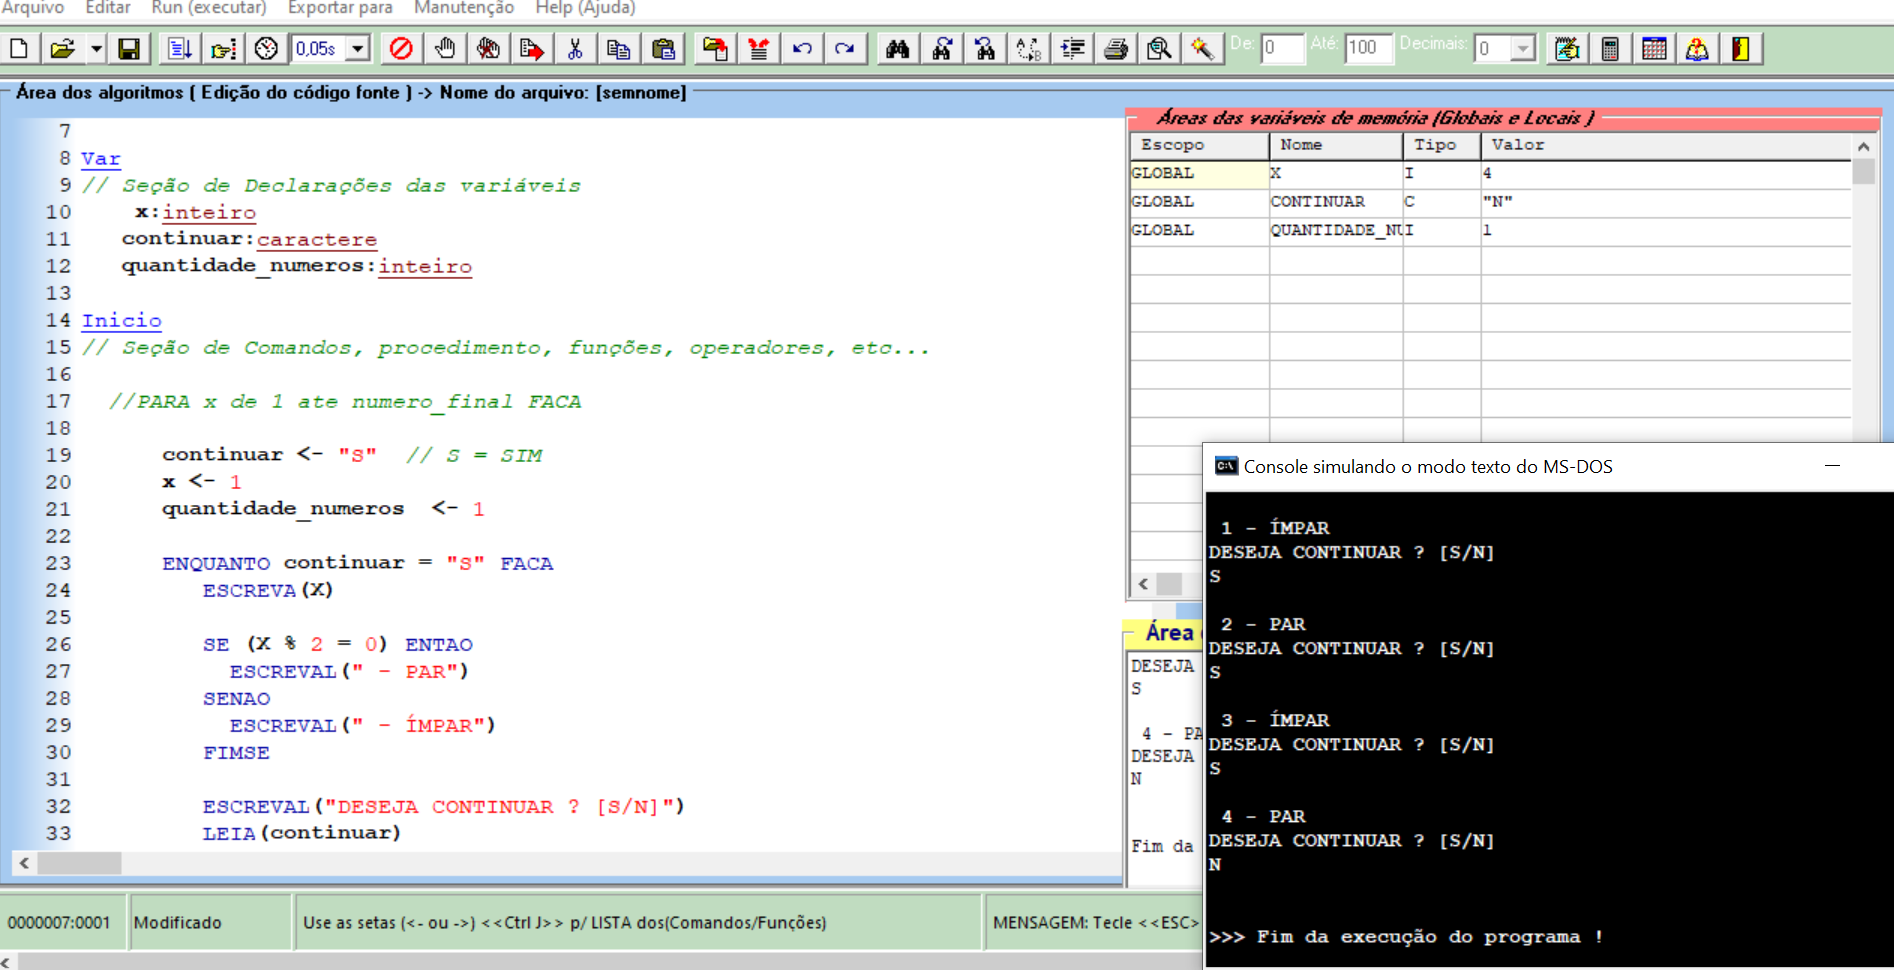 Arquivo Editar Run (executar) Exportar para Manutenção Help (Ajuda)
0,05s De: 0 Até: 100 Decimais: 0
Área dos algoritmos ( Edição do código fonte ) -> Nome do arquivo: [semnome]
7
8 Var
9 // Seção de Declarações das variáveis
10 x:inteiro
11 continuar:caractere
12 quantidade_numeros:inteiro
13
14 Inicio
15 // Seção de Comandos, procedimento, funções, operadores, etc...
16
17 //PARA x de 1 ate numero_final FACA
18
19 continuar <- "S" // S = SIM
20 x <- 1
21 quantidade_numeros <- 1
22
23 ENQUANTO continuar = "S" FACA
24 ESCREVA(X)
25
26 SE (X % 2 = 0) ENTAO
27 ESCREVAL(" - PAR")
28 SENAO
29 ESCREVAL(" - ÍMPAR")
30 FIMSE
31
32 ESCREVAL("DESEJA CONTINUAR ? [S/N]")
33 LEIA(continuar)
Áreas das variáveis de memória (Globais e Locais )
Escopo Nome Tipo Valor
GLOBAL X I 4
GLOBAL CONTINUAR C "N"
GLOBAL QUANTIDADE_NU I 1
Área
DESEJA
S
4 - PA
DESEJA
N
Fim da
Console simulando o modo texto do MS-DOS
1 - ÍMPAR
DESEJA CONTINUAR ? [S/N]
S
2 - PAR
DESEJA CONTINUAR ? [S/N]
S
3 - ÍMPAR
DESEJA CONTINUAR ? [S/N]
S
4 - PAR
DESEJA CONTINUAR ? [S/N]
N
>>> Fim da execução do programa !
0000007:0001 Modificado Use as setas (<- ou ->) <<Ctrl J>> p/ LISTA dos(Comandos/Funções) MENSAGEM: Tecle <<ESC>